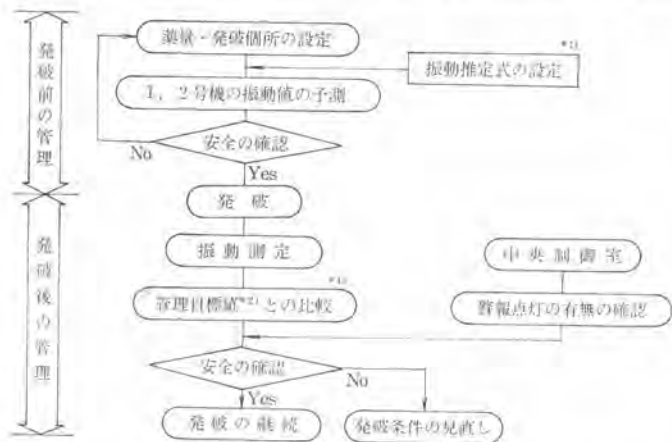 薬量・発破個所の設定
*1)
振動推定式の設定
1, 2号機の振動値の予測
発破前の管理
安全の確認
No
Yes
発破
振動測定
中央制御室
管理目標値*2)との比較
警報点灯の有無の確認
発破後の管理
安全の確認
No
Yes
発破の継続
発破条件の見直し